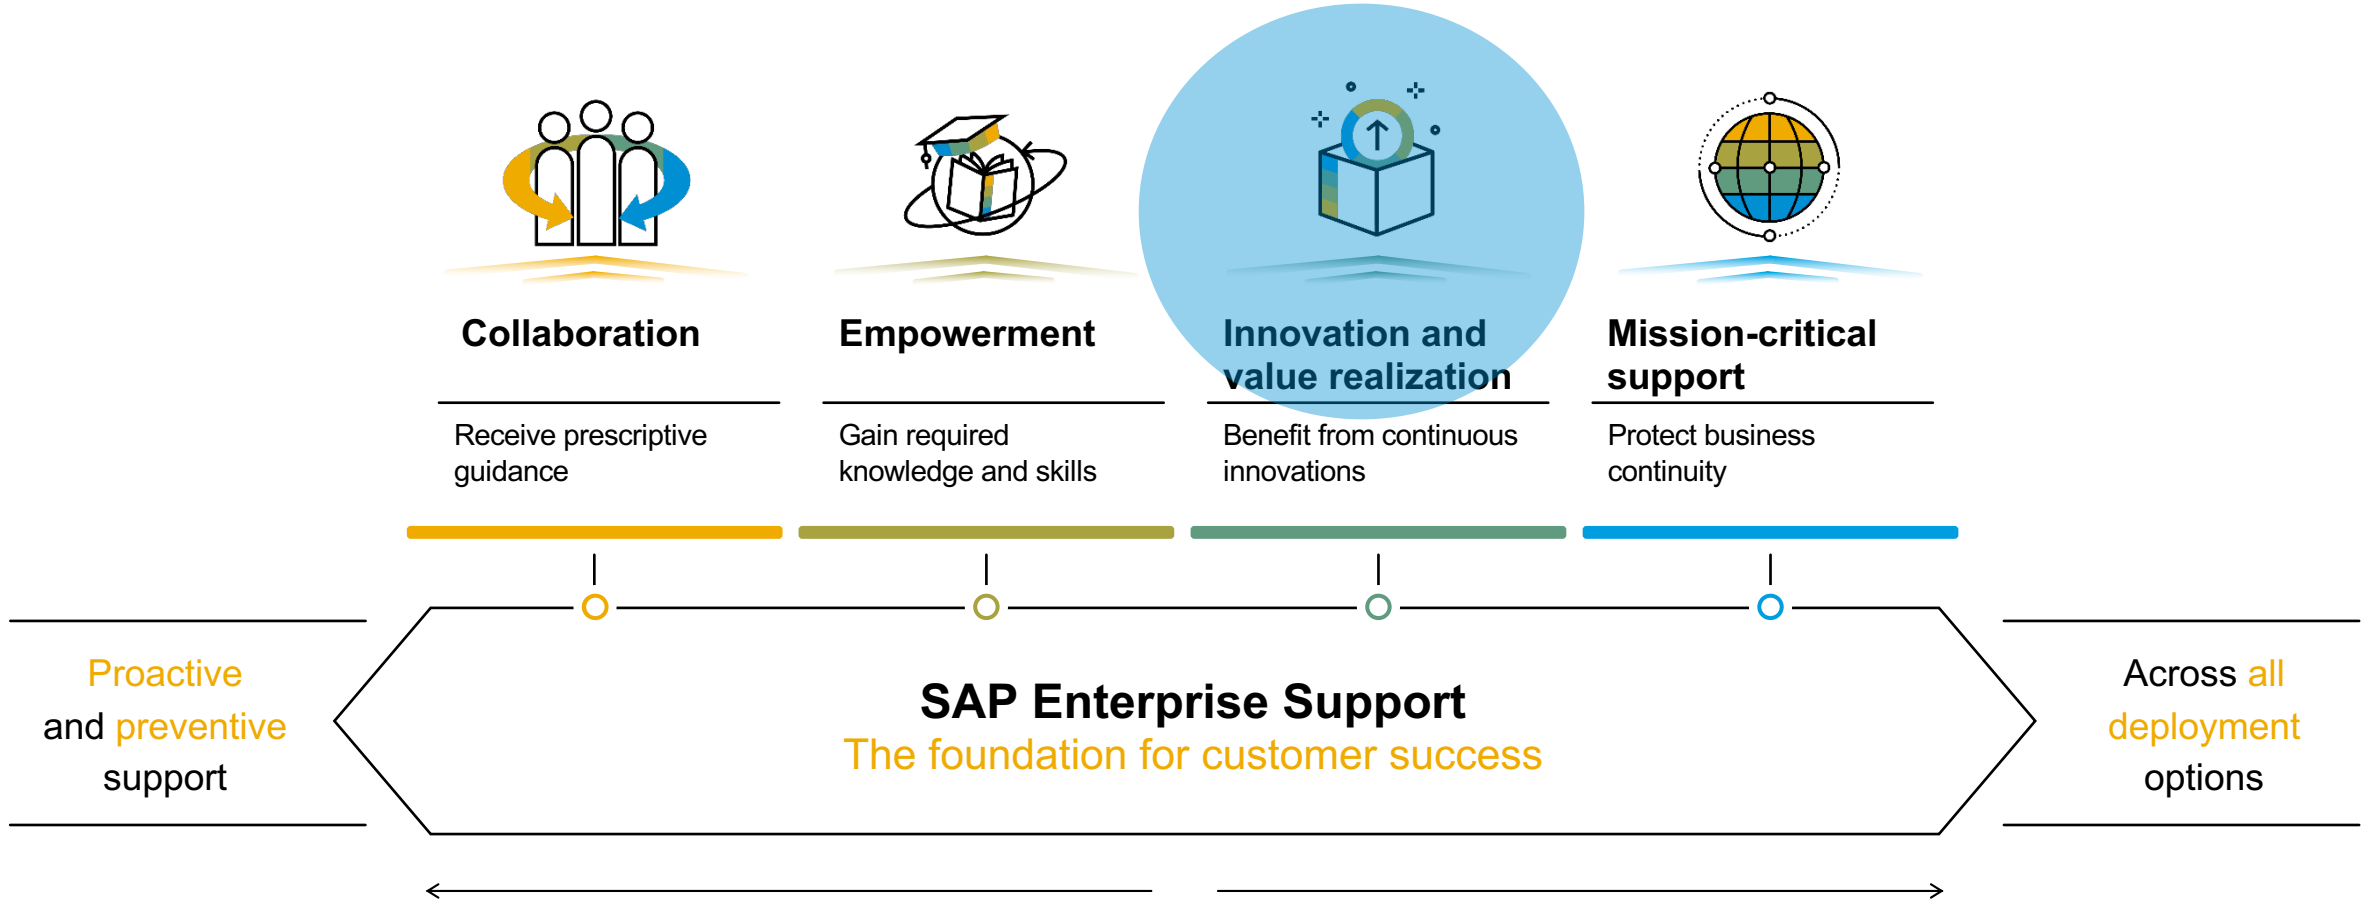 Collaboration
Receive prescriptive
guidance
Empowerment
Gain required
knowledge and skills
Innovation and
value realization
Benefit from continuous
innovations
Mission-critical
support
Protect business
continuity
Proactive
and preventive
support
SAP Enterprise Support
The foundation for customer success
Across all
deployment
options